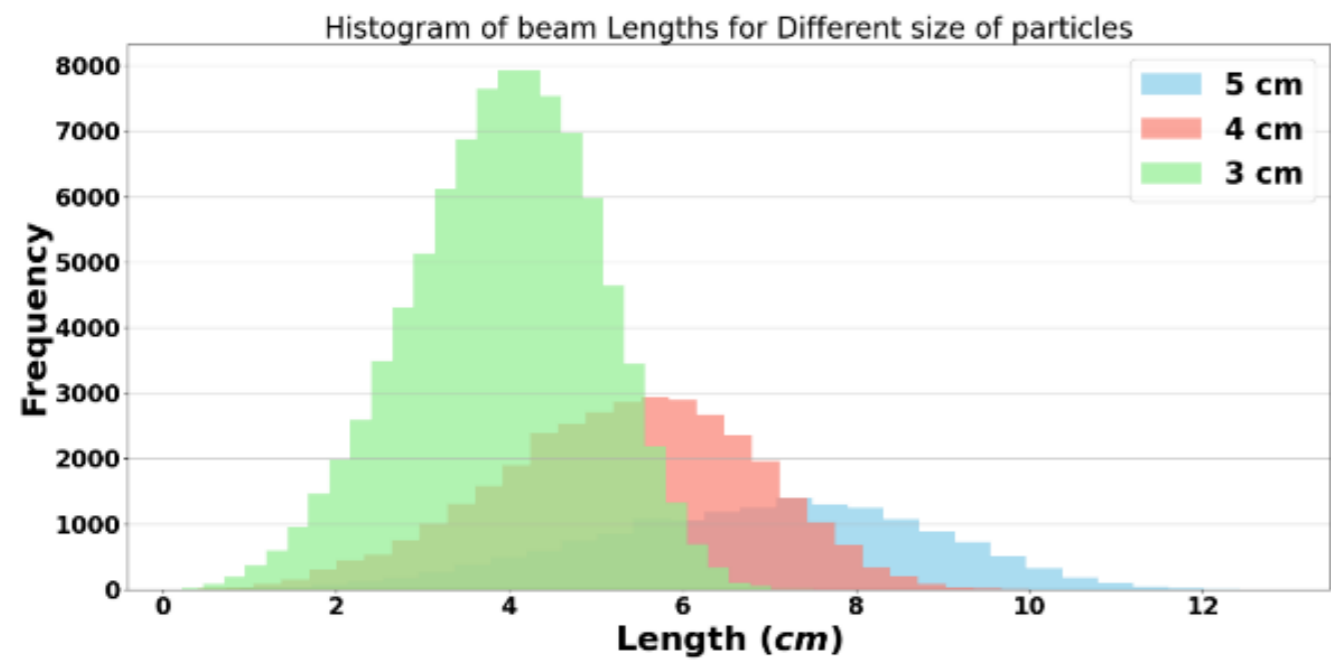 Histogram of beam Lengths for Different size of particles
5 cm
4 cm
3 cm
Frequency
8000
7000
6000
5000
4000
3000
2000
1000
0
0 2 4 6 8 10 12
Length (cm)